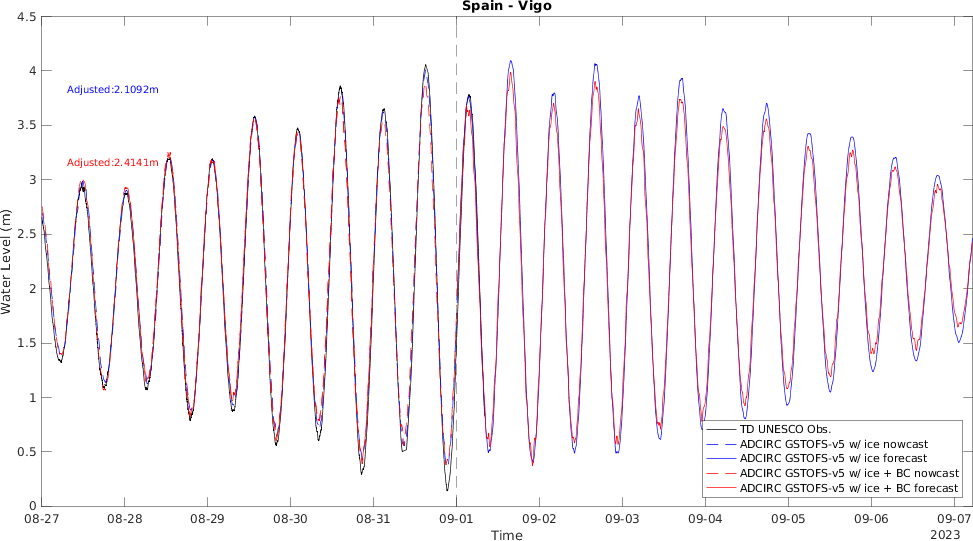 Spain - Vigo
4.5
4
3.5
3
2.5
2
1.5
1
0.5
0
Water Level (m)
Adjusted:2.1092m
Adjusted:2.4141m
TD UNESCO Obs.
ADCIRC GSTOFS-v5 w/ ice nowcast
ADCIRC GSTOFS-v5 w/ ice forecast
ADCIRC GSTOFS-v5 w/ ice + BC nowcast
ADCIRC GSTOFS-v5 w/ ice + BC forecast
08-27 08-28 08-29 08-30 08-31 09-01 09-02 09-03 09-04 09-05 09-06 09-07
2023
Time